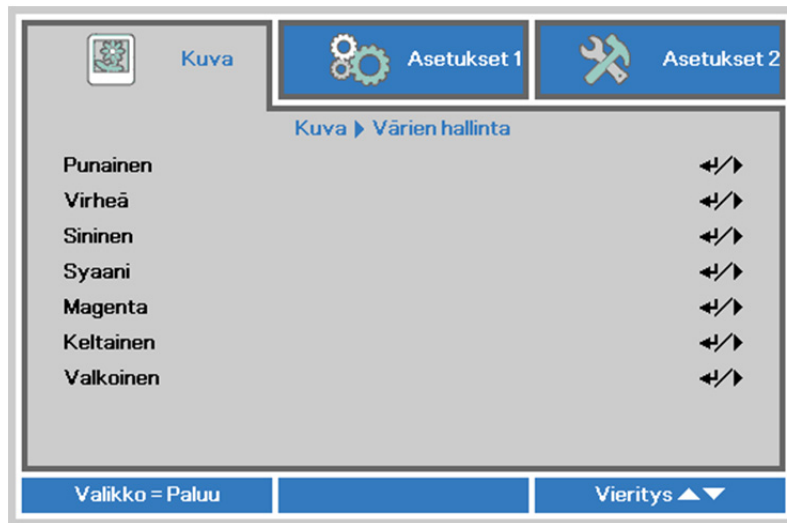 Kuva Asetukset 1 Asetukset 2
Kuva ▶ Värien hallinta
Punainen
Virheä
Sininen
Syaani
Magenta
Keltainen
Valkoinen
Valikko = Paluu Vieritys ▲▼